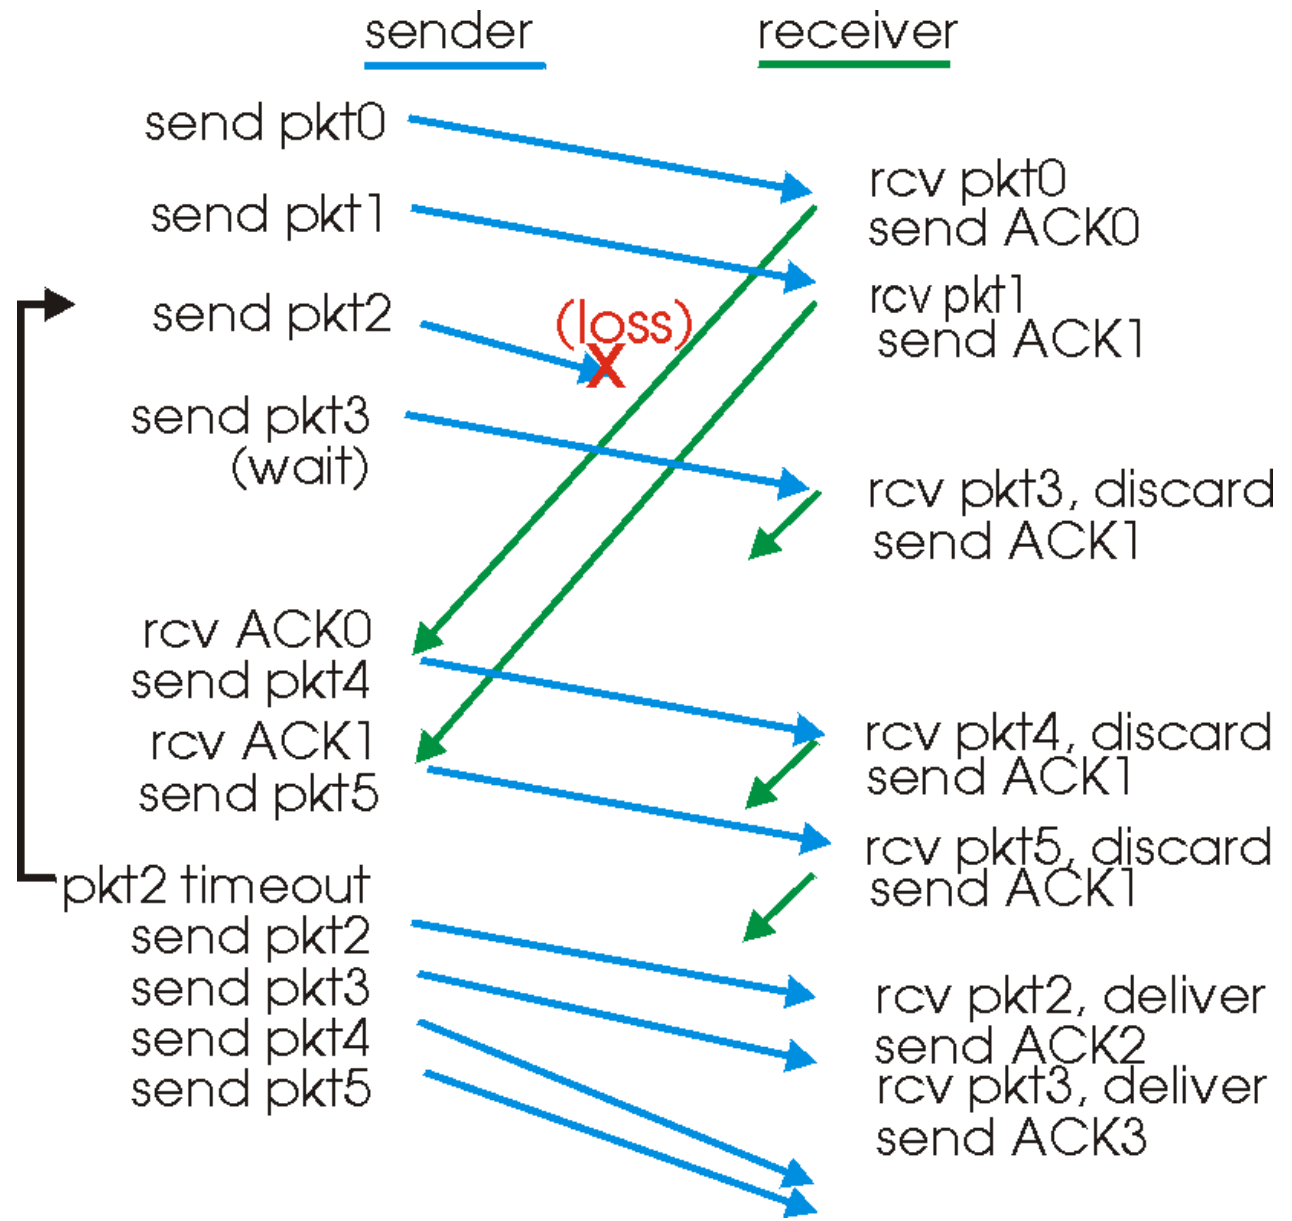 sender
receiver
send pkt0
rcv pkt0
send ACK0
send pkt1
rcv pkt1
send ACK1
send pkt2
(loss)
X
send pkt3
(wait)
rcv pkt3, discard
send ACK1
rcv ACK0
send pkt4
rcv ACK1
send pkt5
rcv pkt4, discard
send ACK1
rcv pkt5, discard
send ACK1
pkt2 timeout
send pkt2
send pkt3
send pkt4
send pkt5
rcv pkt2, deliver
send ACK2
rcv pkt3, deliver
send ACK3